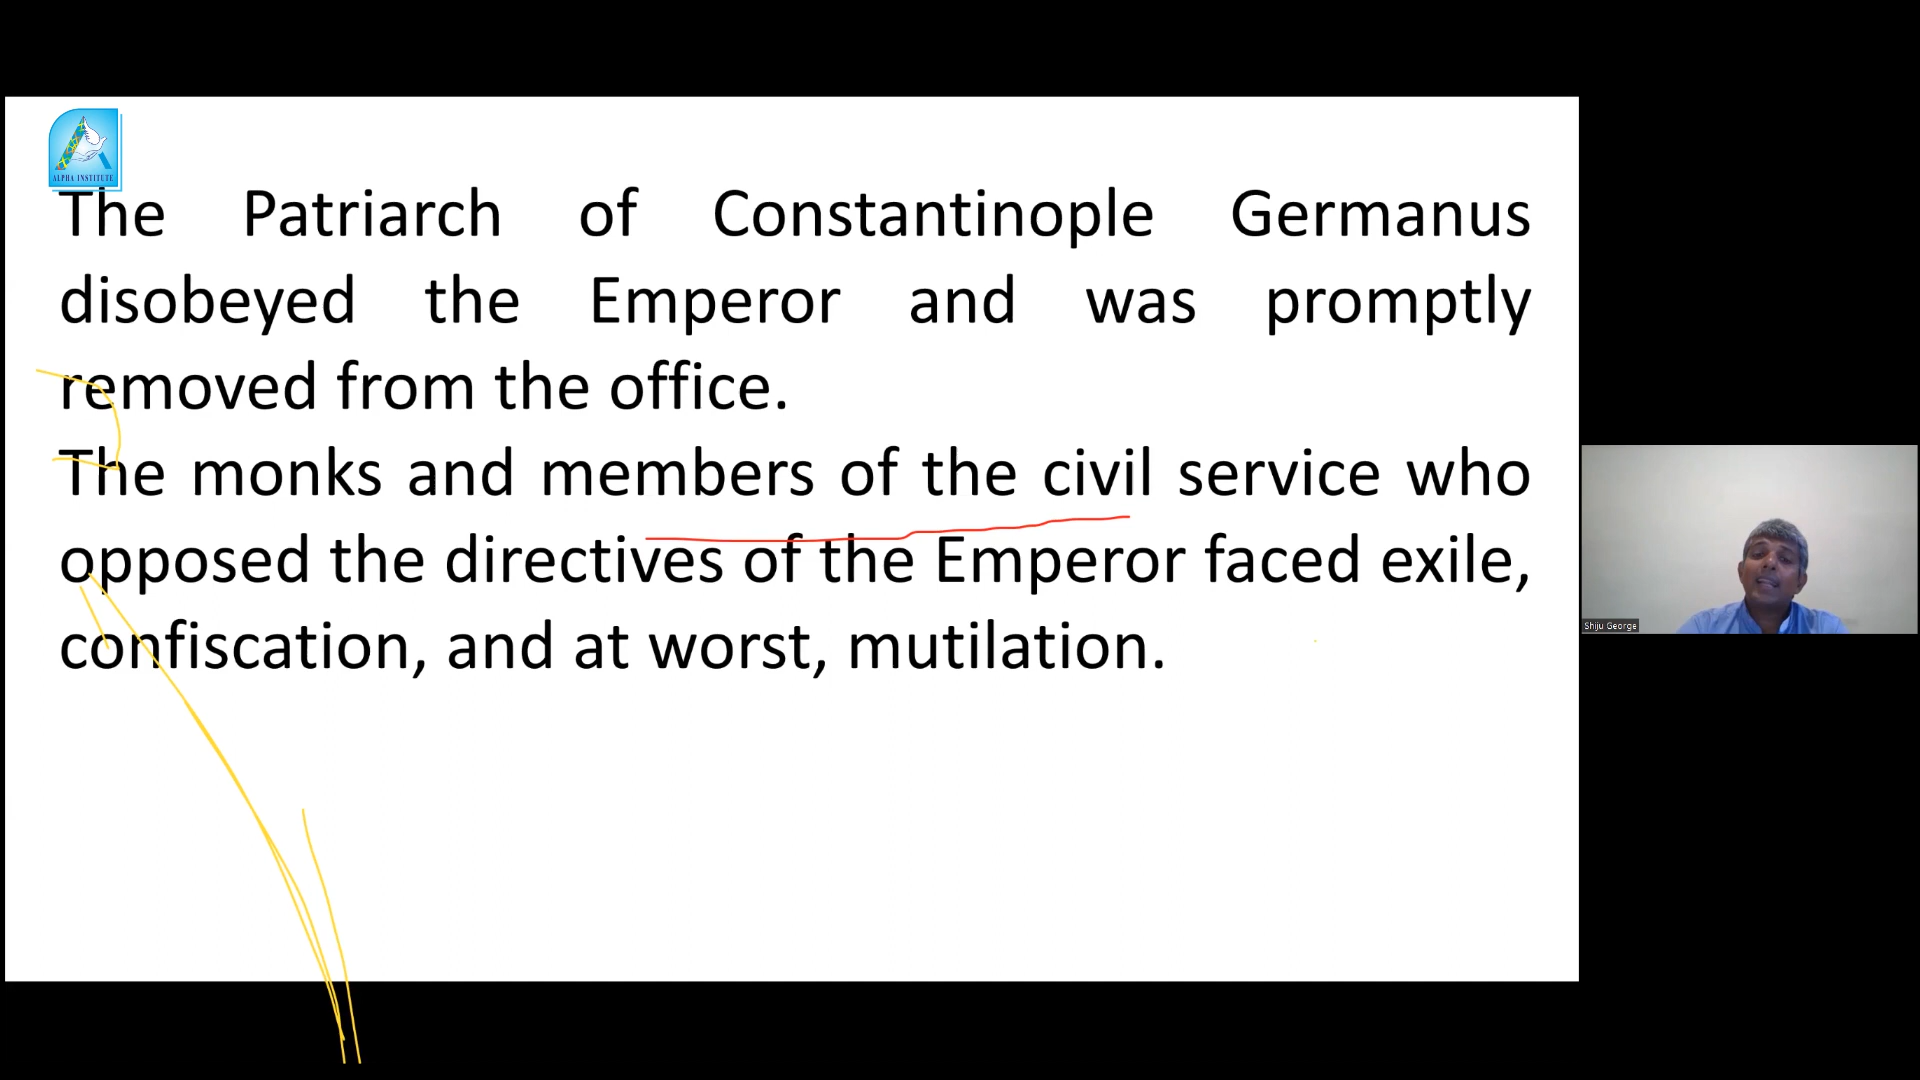 ALPHA INSTITUTE
The Patriarch of Constantinople Germanus
disobeyed the Emperor and was promptly
removed from the office.
The monks and members of the civil service who
opposed the directives of the Emperor faced exile,
confiscation, and at worst, mutilation.
Shiju George